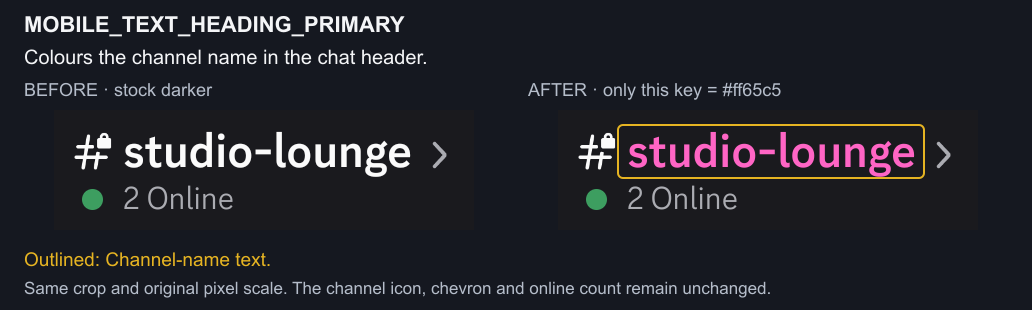 MOBILE_TEXT_HEADING_PRIMARY
Colours the channel name in the chat header.
BEFORE · stock darker
AFTER · only this key = #ff65c5
# studio-lounge
2 Online
# studio-lounge
2 Online
Outlined: Channel-name text.
Same crop and original pixel scale. The channel icon, chevron and online count remain unchanged.